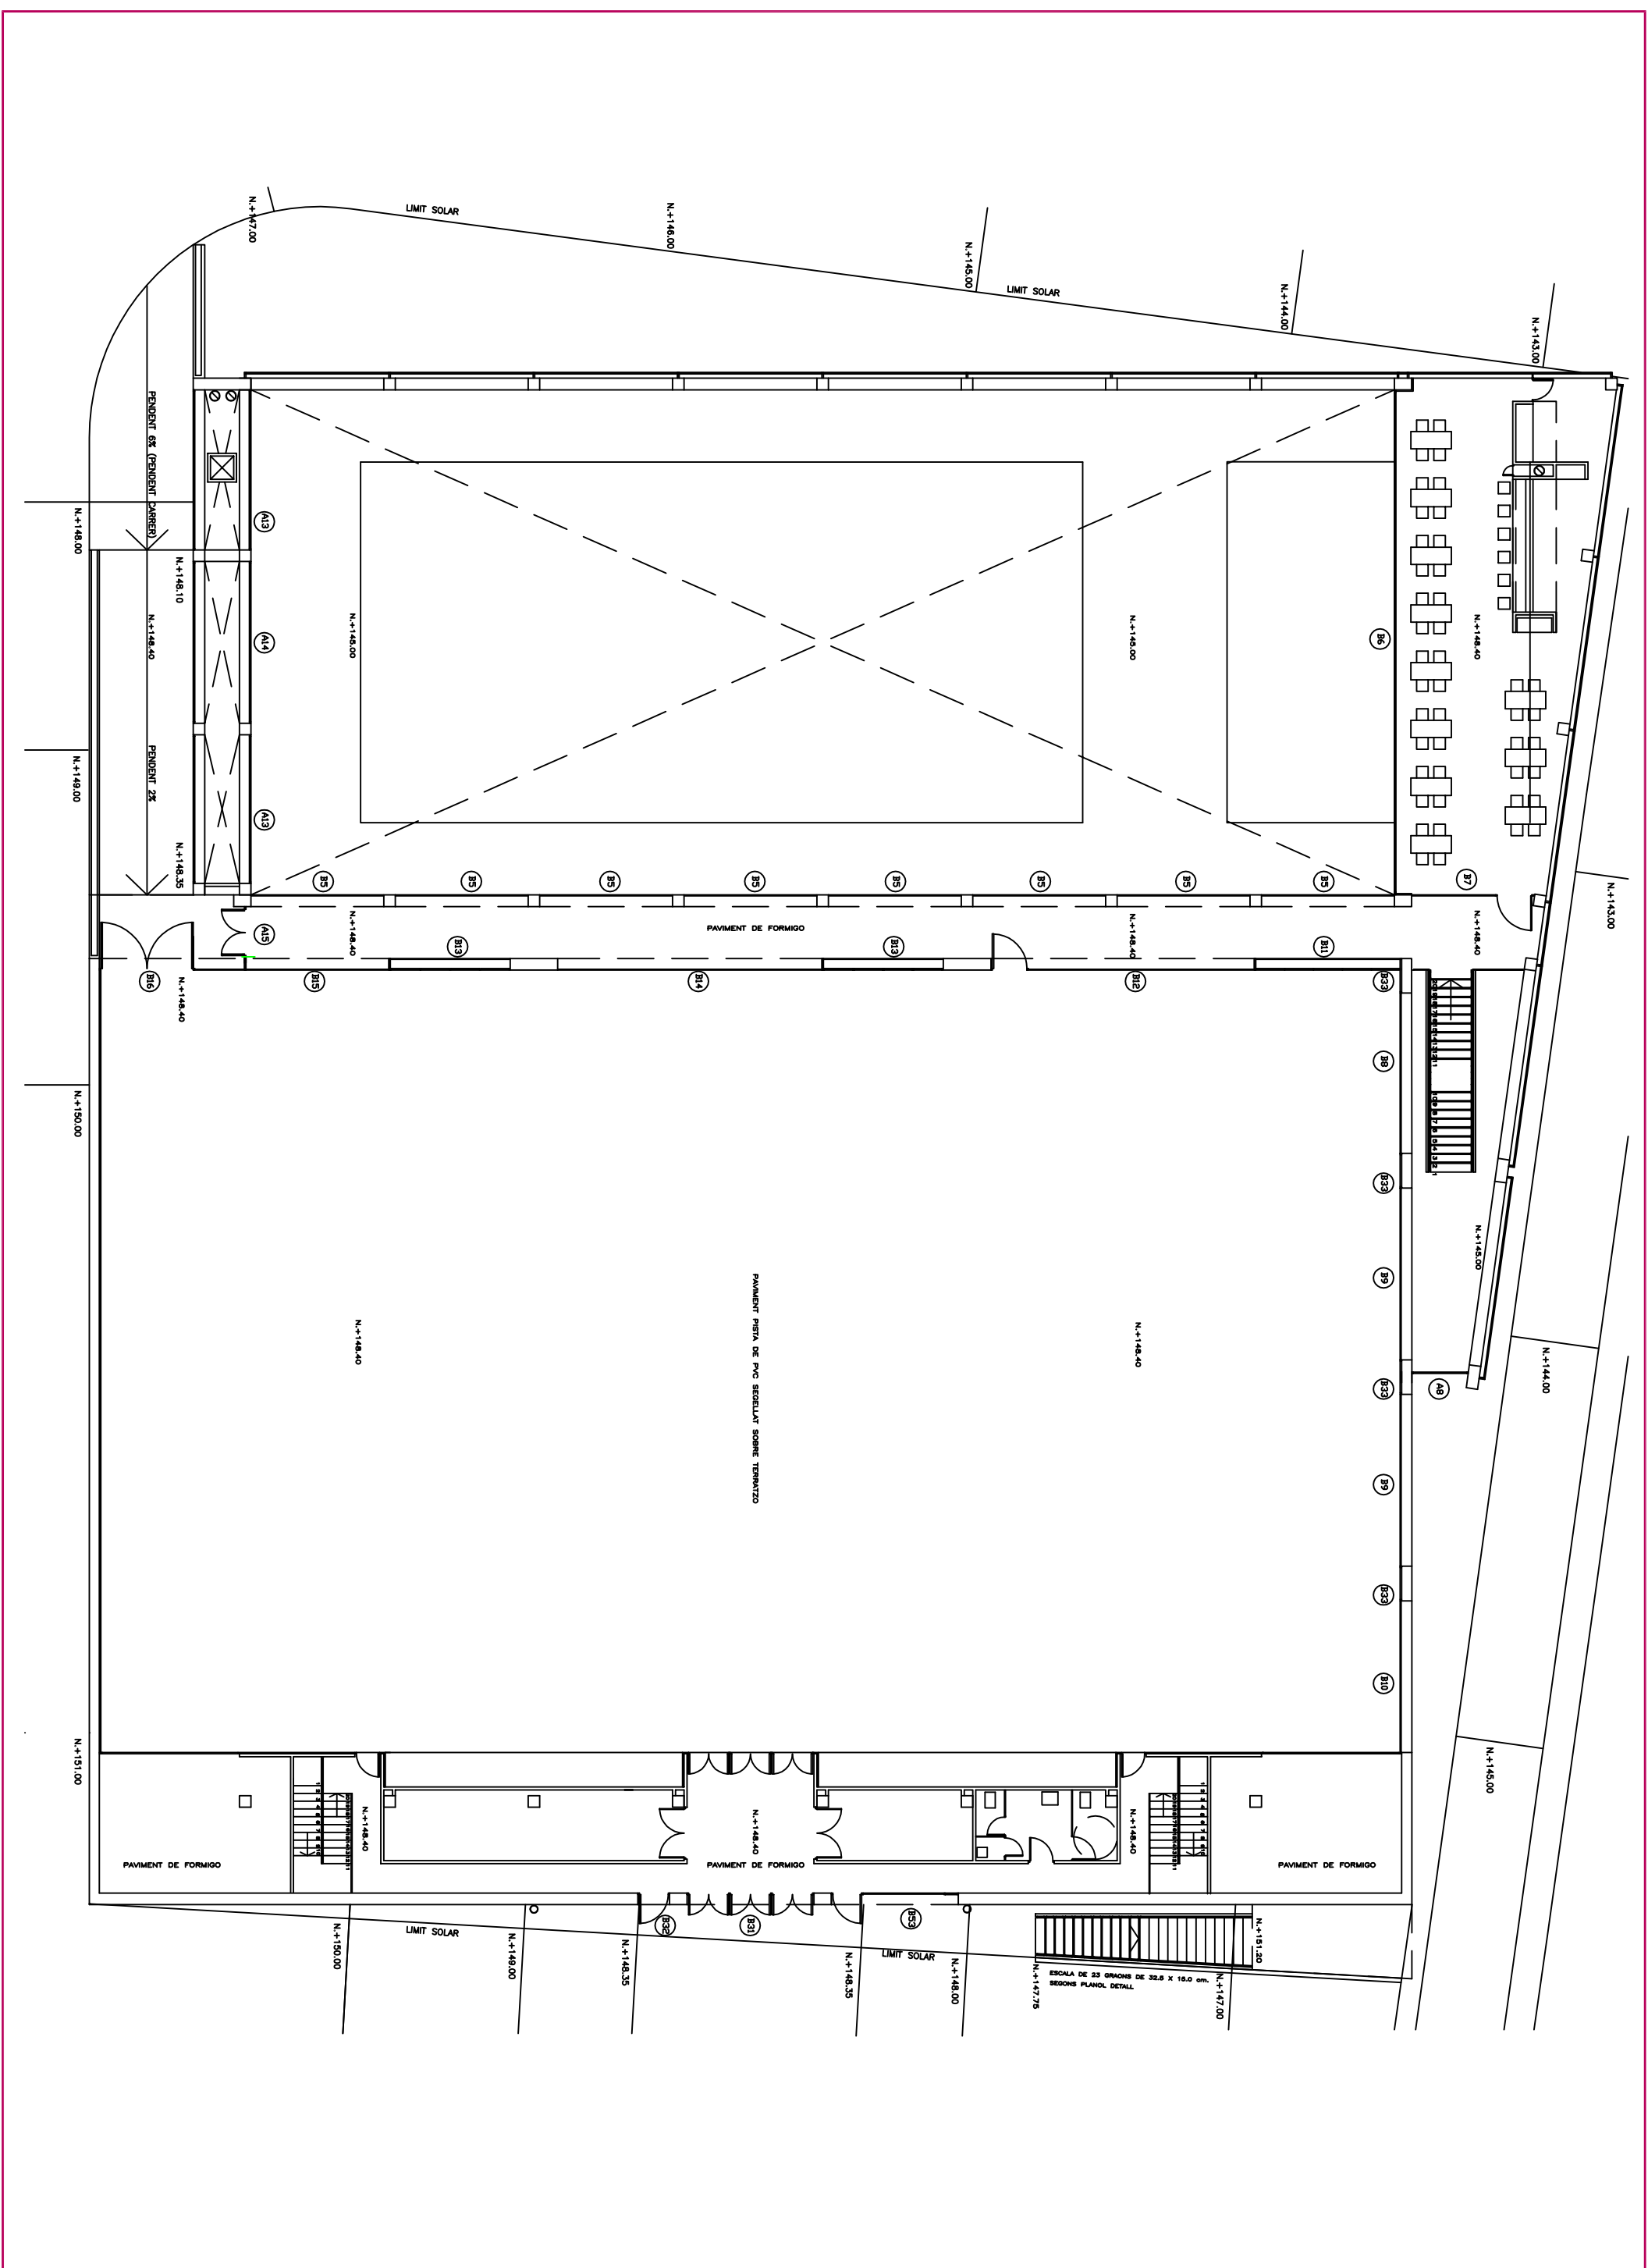 N.+147.00
LIMIT SOLAR
N.+146.00
N.+145.00
LIMIT SOLAR
N.+144.00
N.+143.00
PENDENT 6% (PENDENT CARRER)
N.+148.00
N.+148.10
N.+148.40
PENDENT 2%
N.+149.00
N.+148.35
A13
A14
A13
N.+145.00
N.+145.00
B6
N.+148.40
B7
N.+143.00
B5
B5
B5
B5
B5
B5
B5
B5
A15
N.+148.40
PAVIMENT DE FORMIGO
N.+148.40
N.+148.40
B13
B13
B11
B16
N.+148.40
B15
B14
B12
B33
B8
B33
B9
B33
B9
B33
B10
N.+145.00
A8
N.+144.00
N.+145.00
N.+150.00
N.+148.40
PAVIMENT PISTA DE PVC SEGELLAT SOBRE TERRATZO
N.+148.40
N.+151.00
N.+148.40
N.+148.40
N.+148.40
PAVIMENT DE FORMIGO
PAVIMENT DE FORMIGO
PAVIMENT DE FORMIGO
B32
B31
B53
LIMIT SOLAR
LIMIT SOLAR
N.+150.00
N.+149.00
N.+148.35
N.+148.35
N.+148.00
N.+147.75
N.+151.20
N.+147.00
ESCALA DE 23 GRAONS DE 32.5 X 15.0 cm.
SEGONS PLANOL DETALL